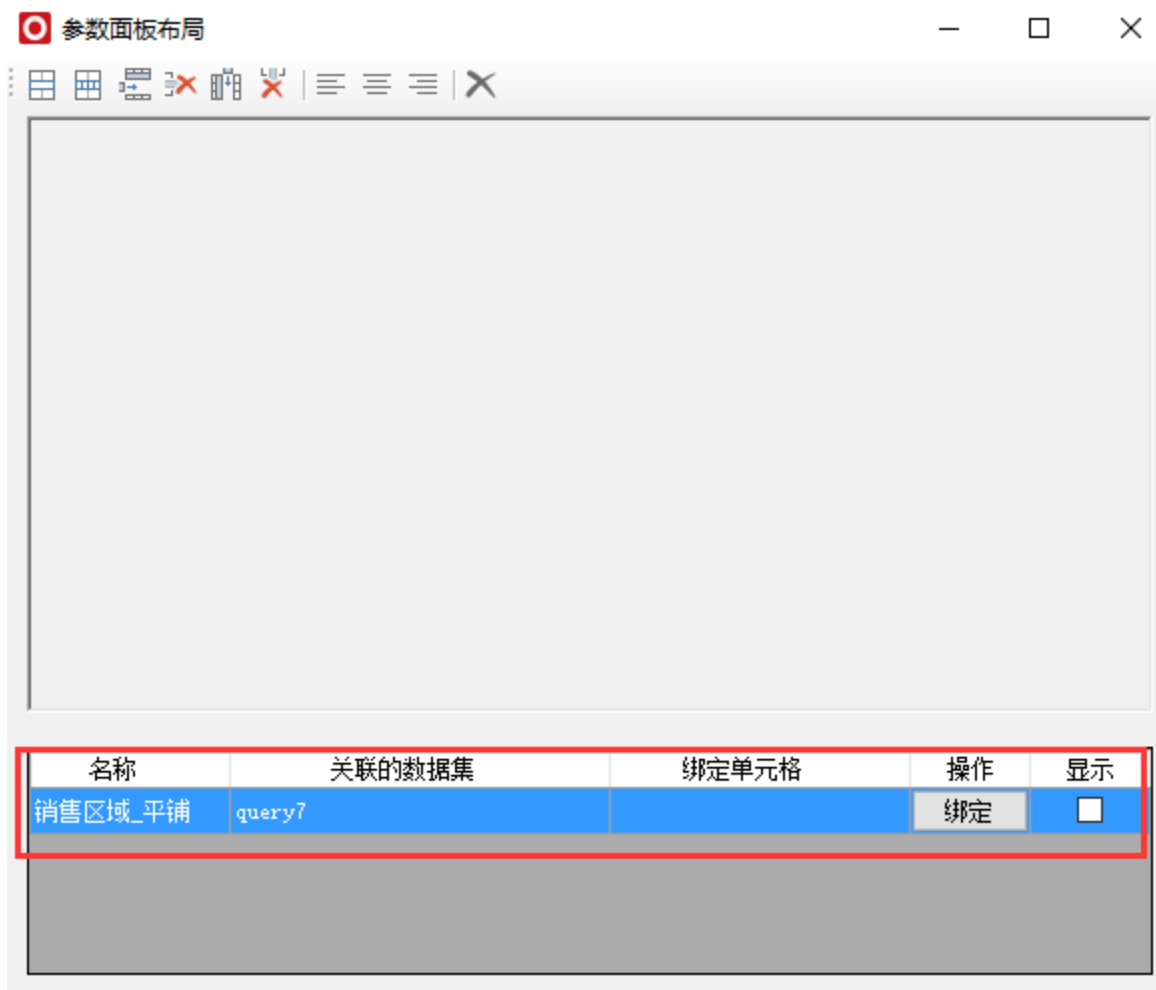 参数面板布局
名称 关联的数据集 绑定单元格 操作 显示
销售区域_平铺 query7 绑定